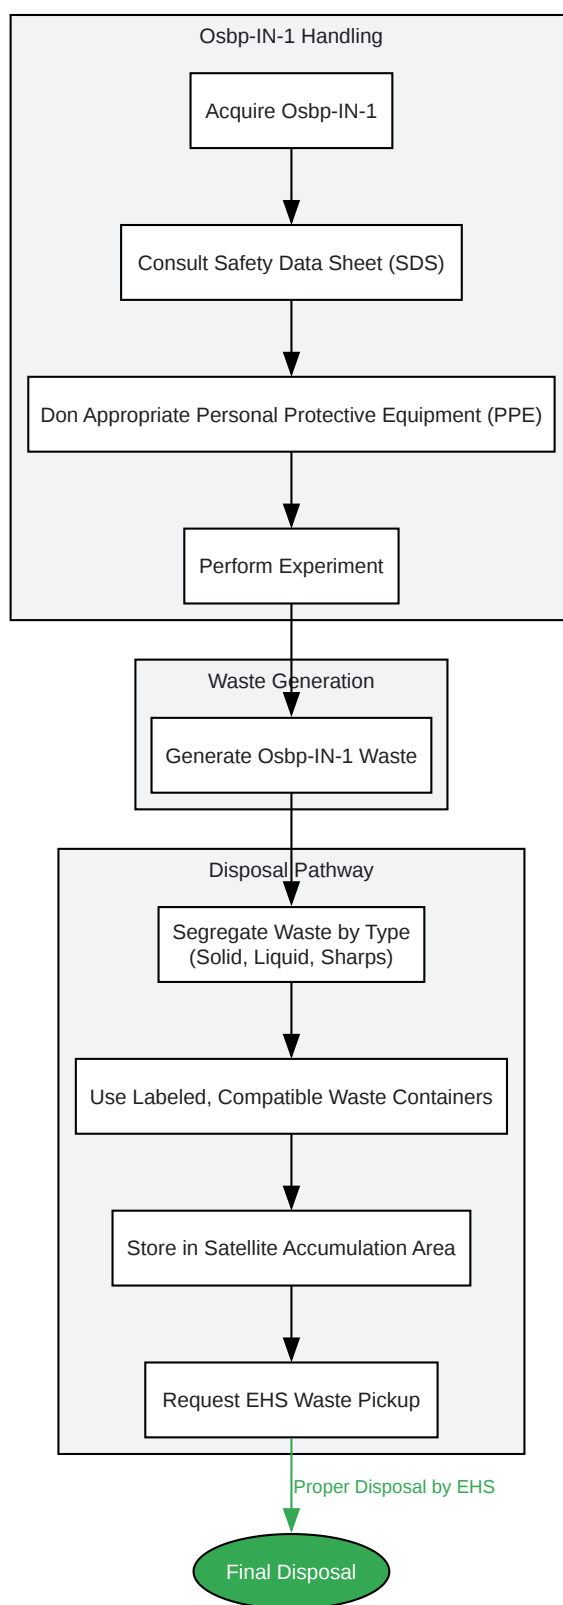 Osbp-IN-1 Handling
Acquire Osbp-IN-1
Consult Safety Data Sheet (SDS)
Don Appropriate Personal Protective Equipment (PPE)
Perform Experiment
Waste Generation
Generate Osbp-IN-1 Waste
Disposal Pathway
Segregate Waste by Type
(Solid, Liquid, Sharps)
Use Labeled, Compatible Waste Containers
Store in Satellite Accumulation Area
Request EHS Waste Pickup
Proper Disposal by EHS
Final Disposal